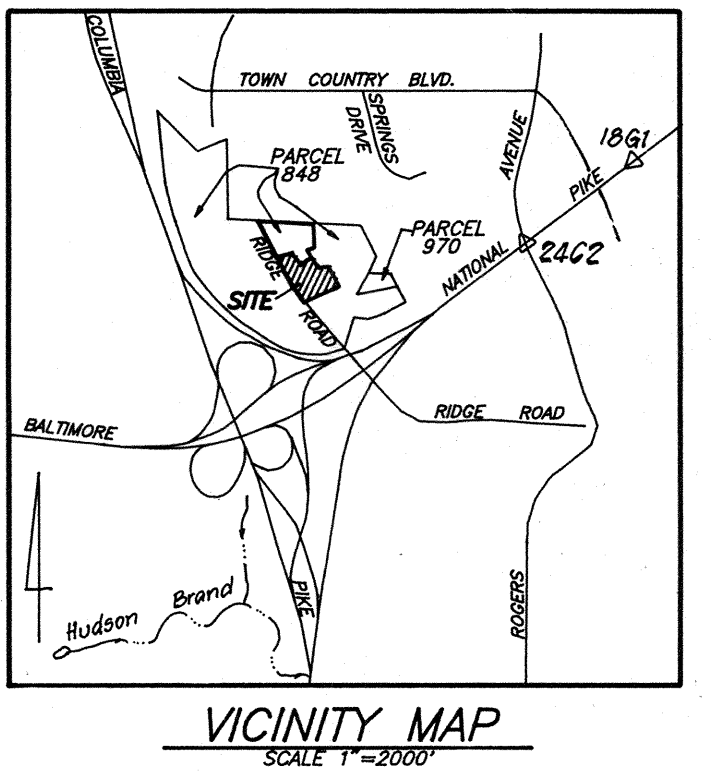 COLUMBIA
TOWN COUNTRY BLVD.
SPRINGS
DRIVE
AVENUE
18G1
PIKE
PARCEL
848
PARCEL
970
RIDGE
2462
NATIONAL
SITE
ROAD
BALTIMORE
RIDGE ROAD
Hudson Brand
PIKE
ROGERS
VICINITY MAP
SCALE 1"=2000'